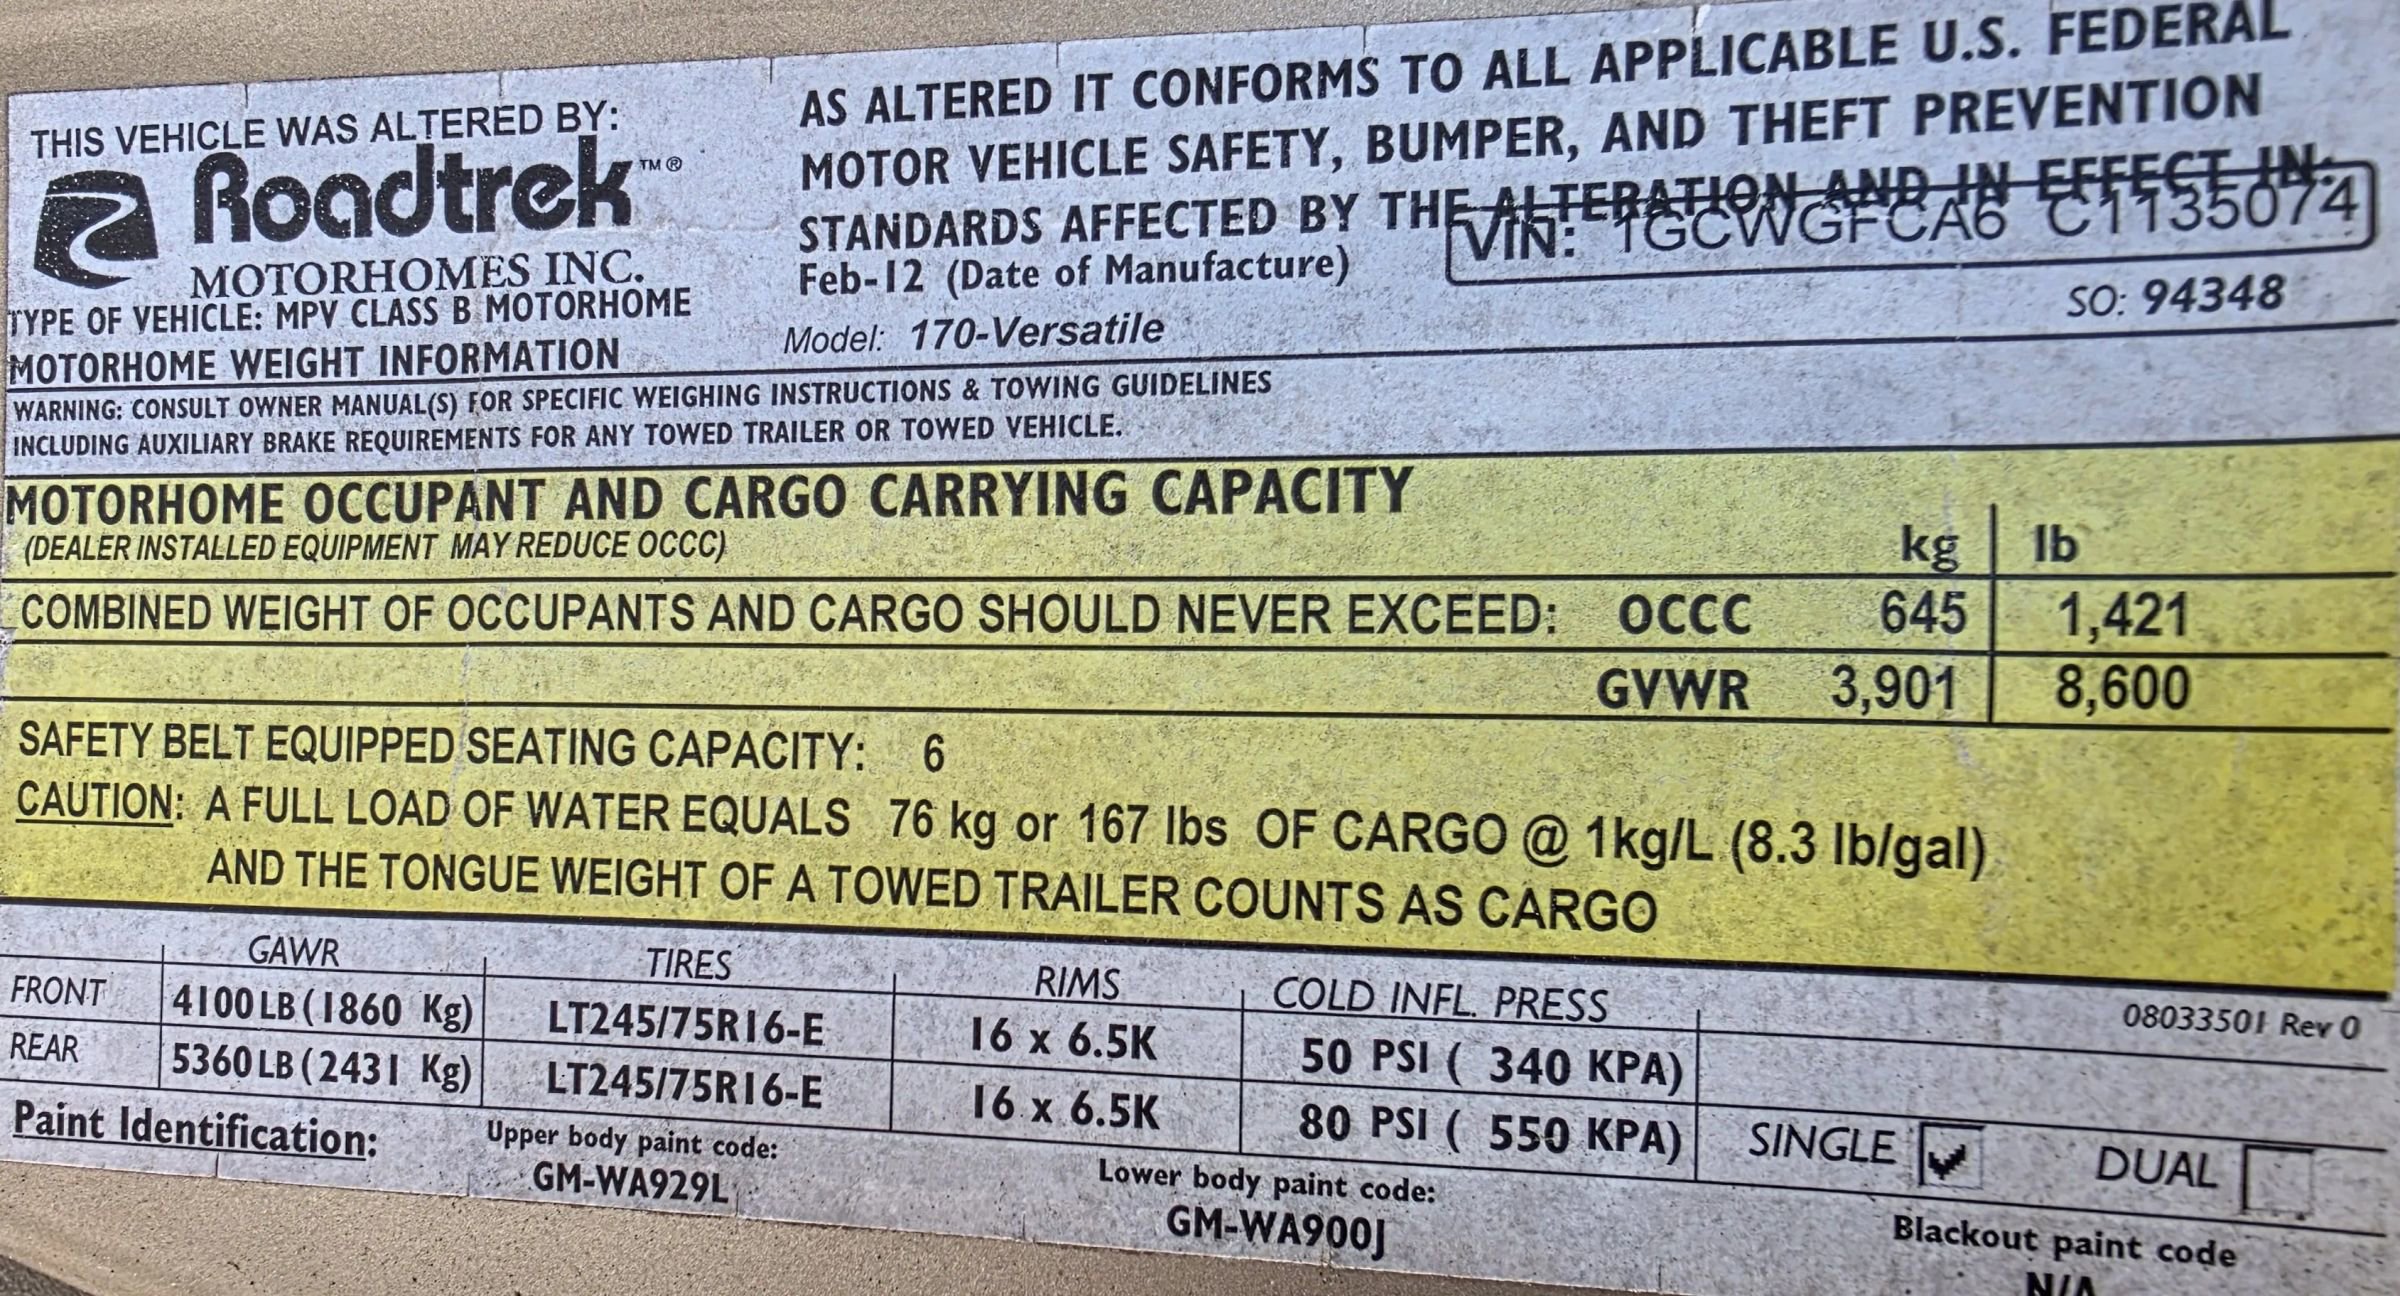 THIS VEHICLE WAS ALTERED BY:
Roadtrek™®
MOTORHOMES INC.
TYPE OF VEHICLE: MPV CLASS B MOTORHOME
MOTORHOME WEIGHT INFORMATION
AS ALTERED IT CONFORMS TO ALL APPLICABLE U.S. FEDERAL
MOTOR VEHICLE SAFETY, BUMPER, AND THEFT PREVENTION
STANDARDS AFFECTED BY THE ALTERATION AND IN EFFECT IN:
VIN: 1GCWGFCA6 C1135074
Feb-12 (Date of Manufacture)
SO: 94348
Model: 170-Versatile
WARNING: CONSULT OWNER MANUAL(S) FOR SPECIFIC WEIGHING INSTRUCTIONS & TOWING GUIDELINES
INCLUDING AUXILIARY BRAKE REQUIREMENTS FOR ANY TOWED TRAILER OR TOWED VEHICLE.
MOTORHOME OCCUPANT AND CARGO CARRYING CAPACITY
(DEALER INSTALLED EQUIPMENT MAY REDUCE OCCC)
kg lb
COMBINED WEIGHT OF OCCUPANTS AND CARGO SHOULD NEVER EXCEED: OCCC 645 1,421
GVWR 3,901 8,600
SAFETY BELT EQUIPPED SEATING CAPACITY: 6
CAUTION: A FULL LOAD OF WATER EQUALS 76 kg or 167 lbs OF CARGO @ 1kg/L (8.3 lb/gal)
AND THE TONGUE WEIGHT OF A TOWED TRAILER COUNTS AS CARGO
GAWR TIRES RIMS COLD INFL. PRESS 08033501 Rev 0
FRONT 4100 LB (1860 Kg) LT245/75R16-E 16 x 6.5K 50 PSI ( 340 KPA)
REAR 5360 LB (2431 Kg) LT245/75R16-E 16 x 6.5K 80 PSI ( 550 KPA) SINGLE DUAL
Paint Identification: Upper body paint code: Lower body paint code: Blackout paint code
GM-WA929L GM-WA900J N/A